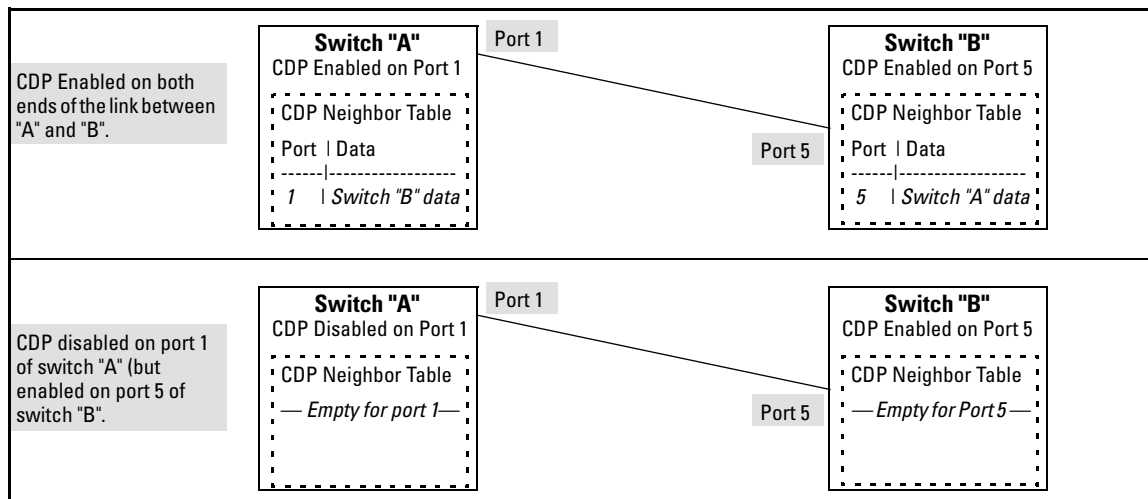 CDP Enabled on both
ends of the link between
"A" and "B".
Switch "A"
CDP Enabled on Port 1
CDP Neighbor Table
Port | Data
------|------------------
1 | Switch "B" data
Port 1
Port 5
Switch "B"
CDP Enabled on Port 5
CDP Neighbor Table
Port | Data
------|------------------
5 | Switch "A" data
CDP disabled on port 1
of switch "A" (but
enabled on port 5 of
switch "B".
Switch "A"
CDP Disabled on Port 1
CDP Neighbor Table
— Empty for port 1—
Port 1
Port 5
Switch "B"
CDP Enabled on Port 5
CDP Neighbor Table
— Empty for Port 5 —